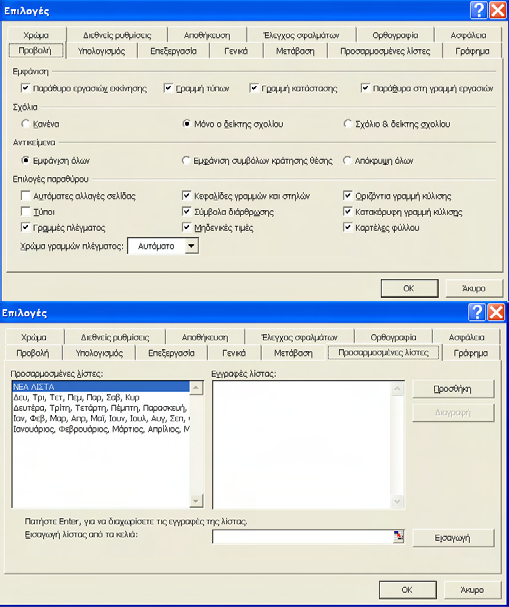 Επιλογές
Χρώμα Διεθνείς ρυθμίσεις Αποθήκευση Έλεγχος σφαλμάτων Ορθογραφία Ασφάλεια
Προβολή Υπολογισμός Επεξεργασία Γενικά Μετάβαση Προσαρμοσμένες λίστες Γράφημα
Εμφάνιση
Παράθυρο εργασιών εκκίνησης Γραμμή τύπων Γραμμή κατάστασης Παράθυρα στη γραμμή εργασιών
Σχόλια
Κανένα Μόνο ο δείκτης σχολίου Σχόλιο & δείκτης σχολίου
Αντικείμενα
Εμφάνιση όλων Εμφάνιση συμβόλων κράτησης θέσης Απόκρυψη όλων
Επιλογές παραθύρου
Αυτόματες αλλαγές σελίδας Κεφαλίδες γραμμών και στηλών Οριζόντια γραμμή κύλισης
Τύποι Σύμβολα διάρθρωσης Κατακόρυφη γραμμή κύλισης
Γραμμές πλέγματος Μηδενικές τιμές Καρτέλες φύλλου
Χρώμα γραμμών πλέγματος: Αυτόματο
OK Άκυρο
Επιλογές
Χρώμα Διεθνείς ρυθμίσεις Αποθήκευση Έλεγχος σφαλμάτων Ορθογραφία Ασφάλεια
Προβολή Υπολογισμός Επεξεργασία Γενικά Μετάβαση Προσαρμοσμένες λίστες Γράφημα
Προσαρμοσμένες λίστες: Εγγραφές λίστας:
ΝΕΑ ΛΙΣΤΑ Προσθήκη
Δευ, Τρι, Τετ, Πεμ, Παρ, Σαβ, Κυρ
Δευτέρα, Τρίτη, Τετάρτη, Πέμπτη, Παρασκευή, Διαγραφή
Ιαν, Φεβ, Μαρ, Απρ, Μαϊ, Ιουν, Ιουλ, Αυγ, Σεπ,
Ιανουάριος, Φεβρουάριος, Μάρτιος, Απρίλιος, Μ
Πατήστε Enter, για να διαχωρίσετε τις εγγραφές της λίστας.
Εισαγωγή λίστας από τα κελιά: Εισαγωγή
OK Άκυρο